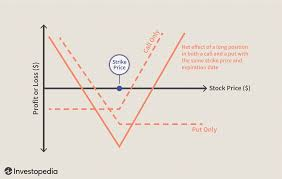 Net effect of a long position
in both a call and a put with
the same strike price and
expiration date
Call Only
Strike
Price
Profit or Loss ($)
Stock Price ($)
Put Only
Investopedia